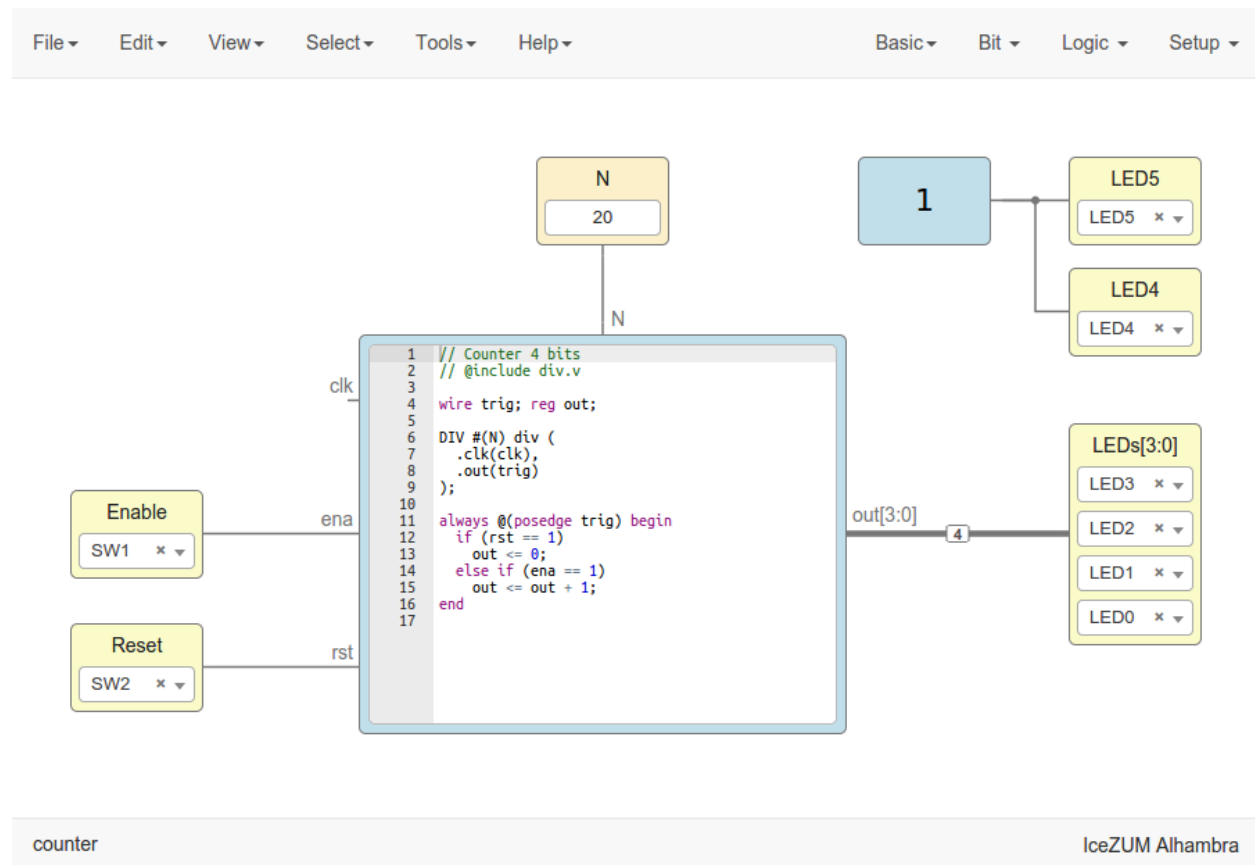 File Edit View Select Tools Help Basic Bit Logic Setup
N
20
N
1
LED5
LED5 ×
LED4
LED4 ×
clk
ena
rst
Enable
SW1 ×
Reset
SW2 ×
1 // Counter 4 bits
2 // @include div.v
3
4 wire trig; reg out;
5
6 DIV #(N) div (
7   .clk(clk),
8   .out(trig)
9 );
10
11 always @(posedge trig) begin
12   if (rst == 1)
13     out <= 0;
14   else if (ena == 1)
15     out <= out + 1;
16 end
17
out[3:0]
4
LEDs[3:0]
LED3 ×
LED2 ×
LED1 ×
LED0 ×
counter IceZUM Alhambra